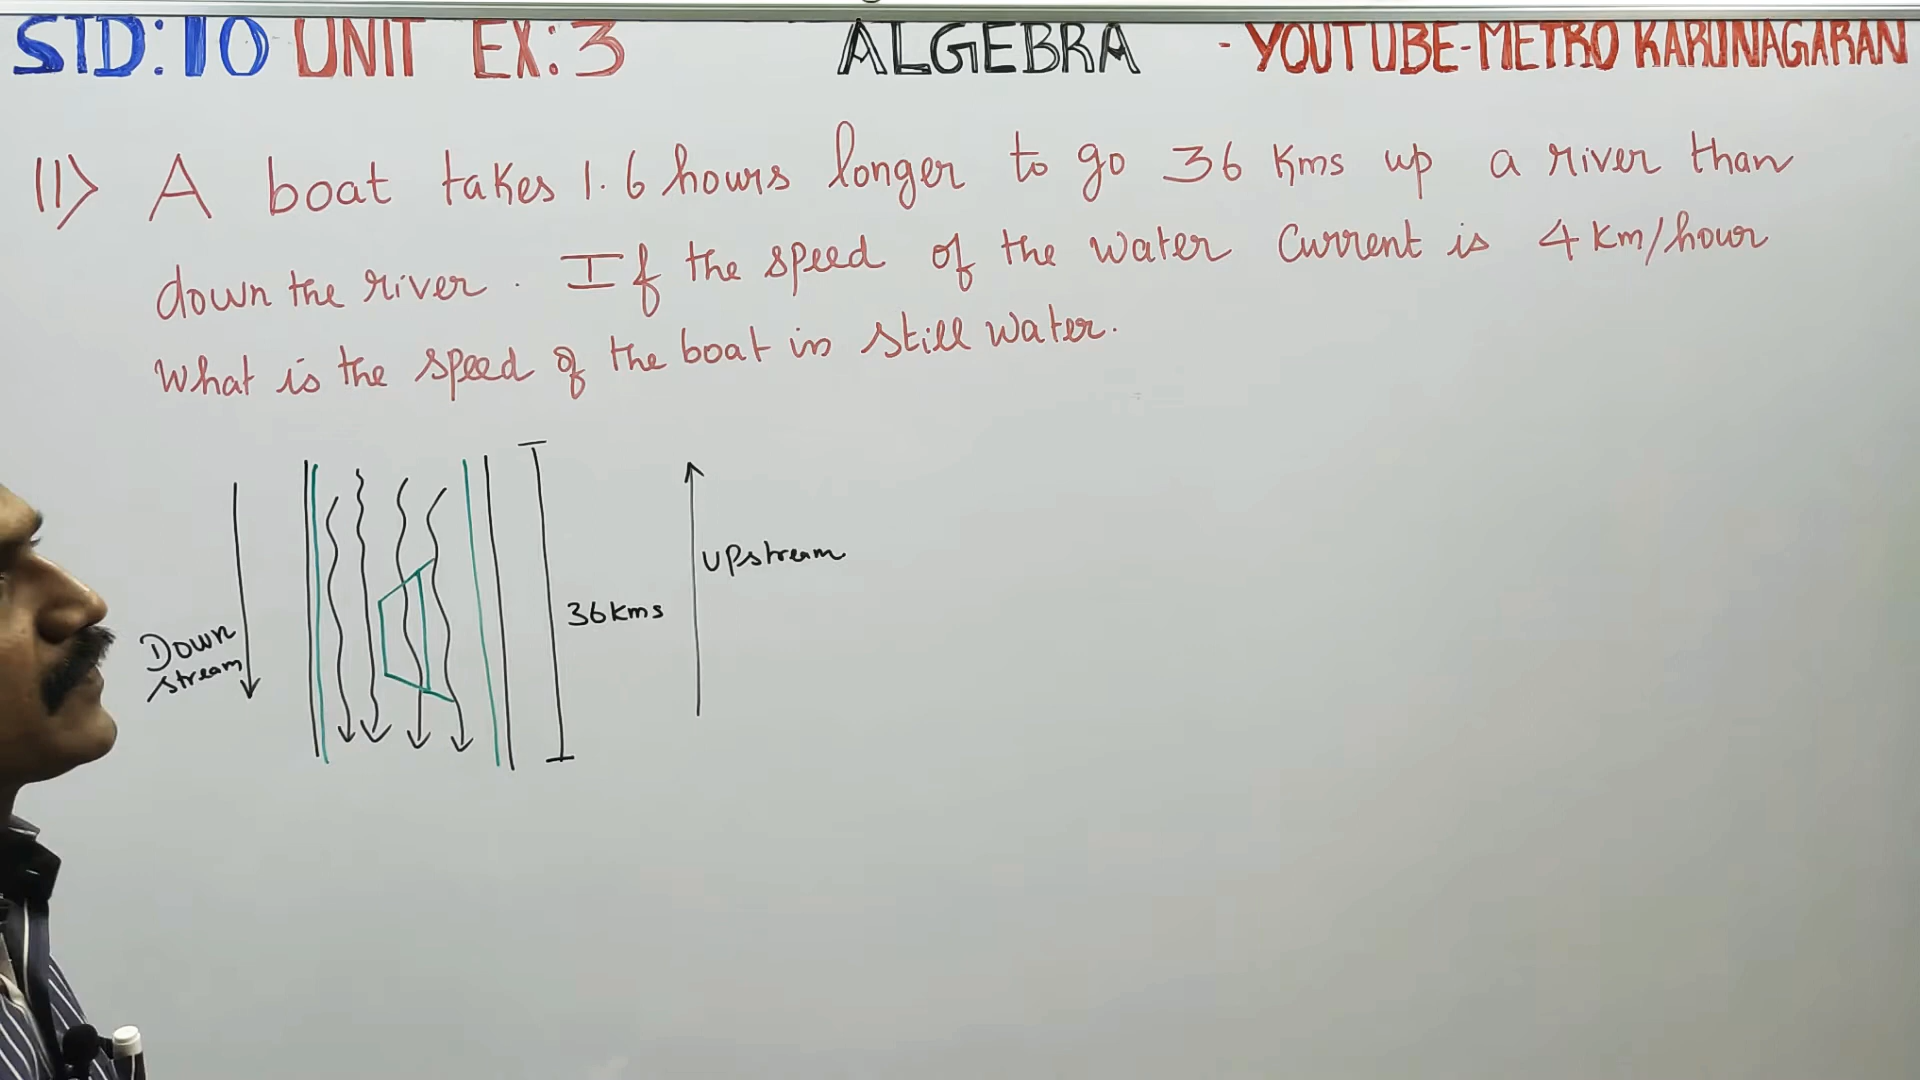 STD:10 UNIT EX:3 ALGEBRA - YOUTUBE-METRO KARUNAGARAN
11) A boat takes 1.6 hours longer to go 36 Kms up a river than
down the river. If the speed of the water current is 4 Km/hour
What is the speed of the boat in still water.
Down
stream
36 kms
upstream